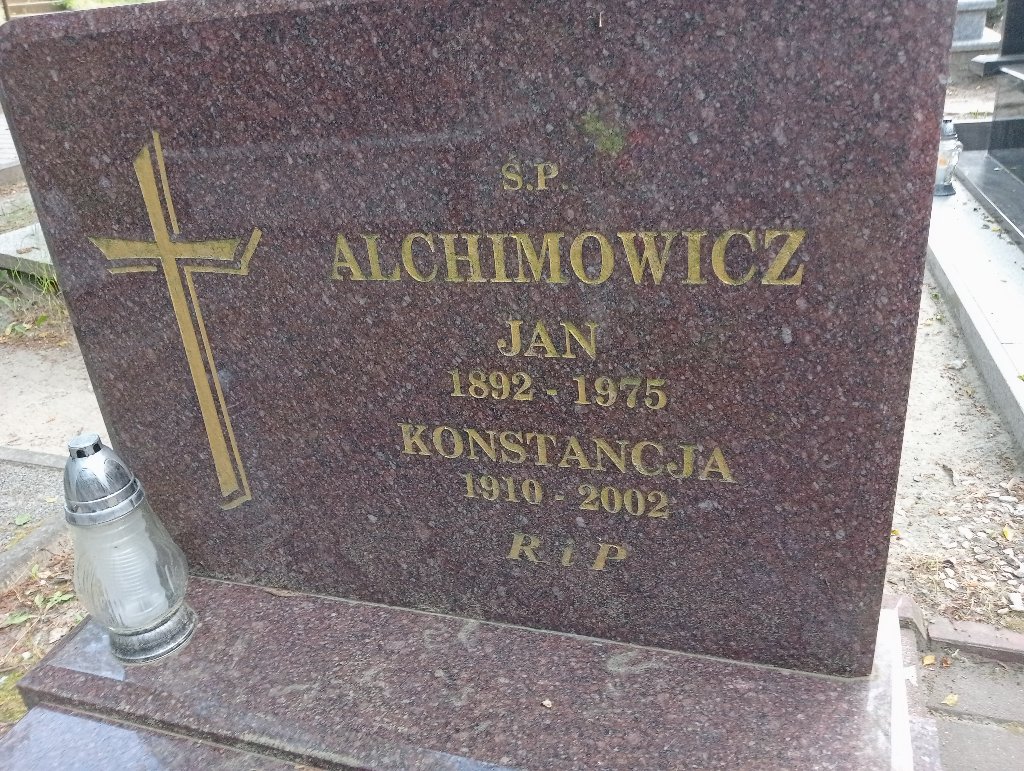 Ś.P.
ALCHIMOWICZ
JAN
1892 - 1975
KONSTANCJA
1910 - 2002
R i P